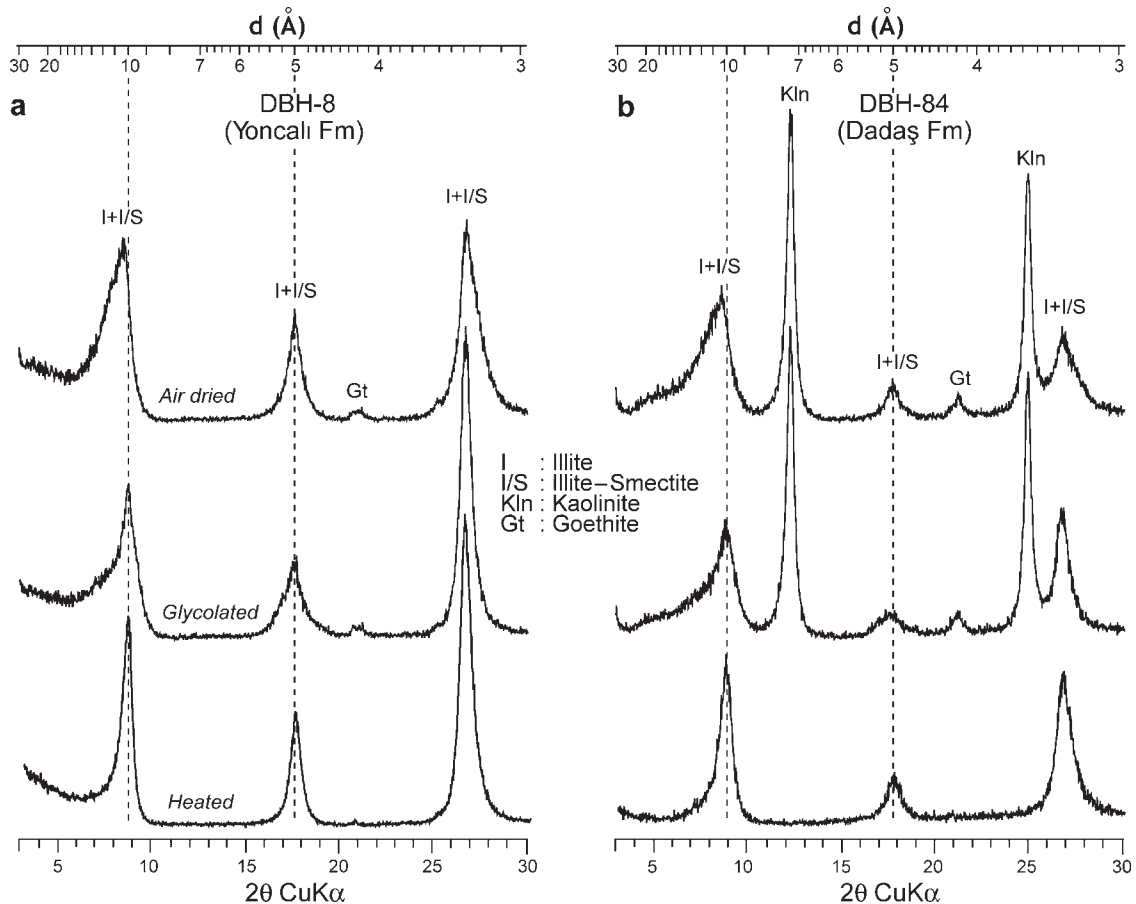 d (Å)
30 20 10 7 6 5 4 3
a
DBH-8
(Yoncalı Fm)
I+I/S
I+I/S
I+I/S
Gt
Air dried
Glycolated
Heated
5 10 15 20 25 30
2θ CuKα
I : Illite
I/S : Illite–Smectite
Kln : Kaolinite
Gt : Goethite
d (Å)
30 20 10 7 6 5 4 3
b
Kln
DBH-84
(Dadaş Fm)
Kln
I+I/S
I+I/S
I+I/S
Gt
5 10 15 20 25 30
2θ CuKα